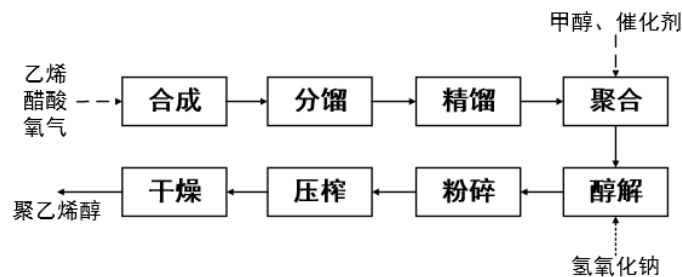 甲醇、催化剂
乙烯
醋酸
氧气
合成
分馏
精馏
聚合
干燥
压榨
粉碎
醇解
聚乙烯醇
氢氧化钠